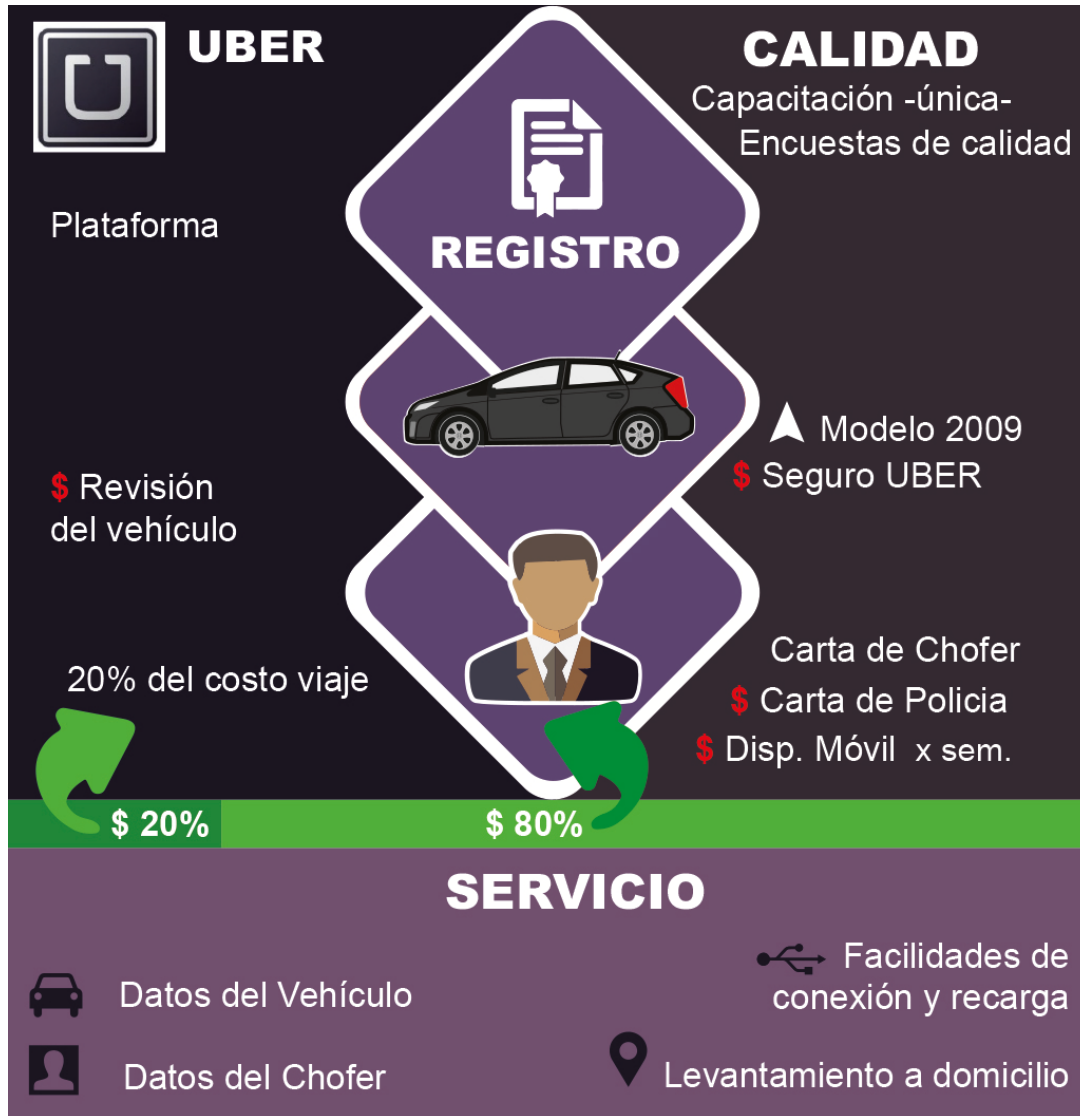 UBER
CALIDAD
Capacitación -única-
Encuestas de calidad
Plataforma
REGISTRO
Modelo 2009
$ Seguro UBER
$ Revisión
del vehículo
20% del costo viaje
Carta de Chofer
$ Carta de Policia
$ Disp. Móvil x sem.
$ 20%
$ 80%
SERVICIO
Datos del Vehículo
Datos del Chofer
Facilidades de
conexión y recarga
Levantamiento a domicilio